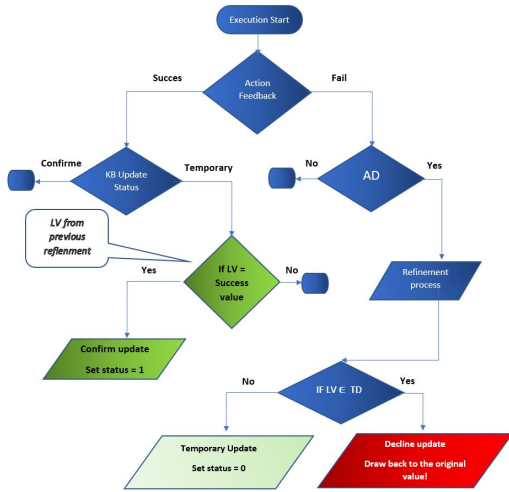 Execution Start
Action
Feedback
Succes
Fail
Confirme
KB Update
Status
Temporary
No
AD
Yes
LV from
previous
refienment
If LV =
Success
value
Yes
No
Refinement
process
Confirm update
Set status = 1
No
IF LV ∈ TD
Yes
Temporary Update
Set status = 0
Decline update
Draw back to the original
value!